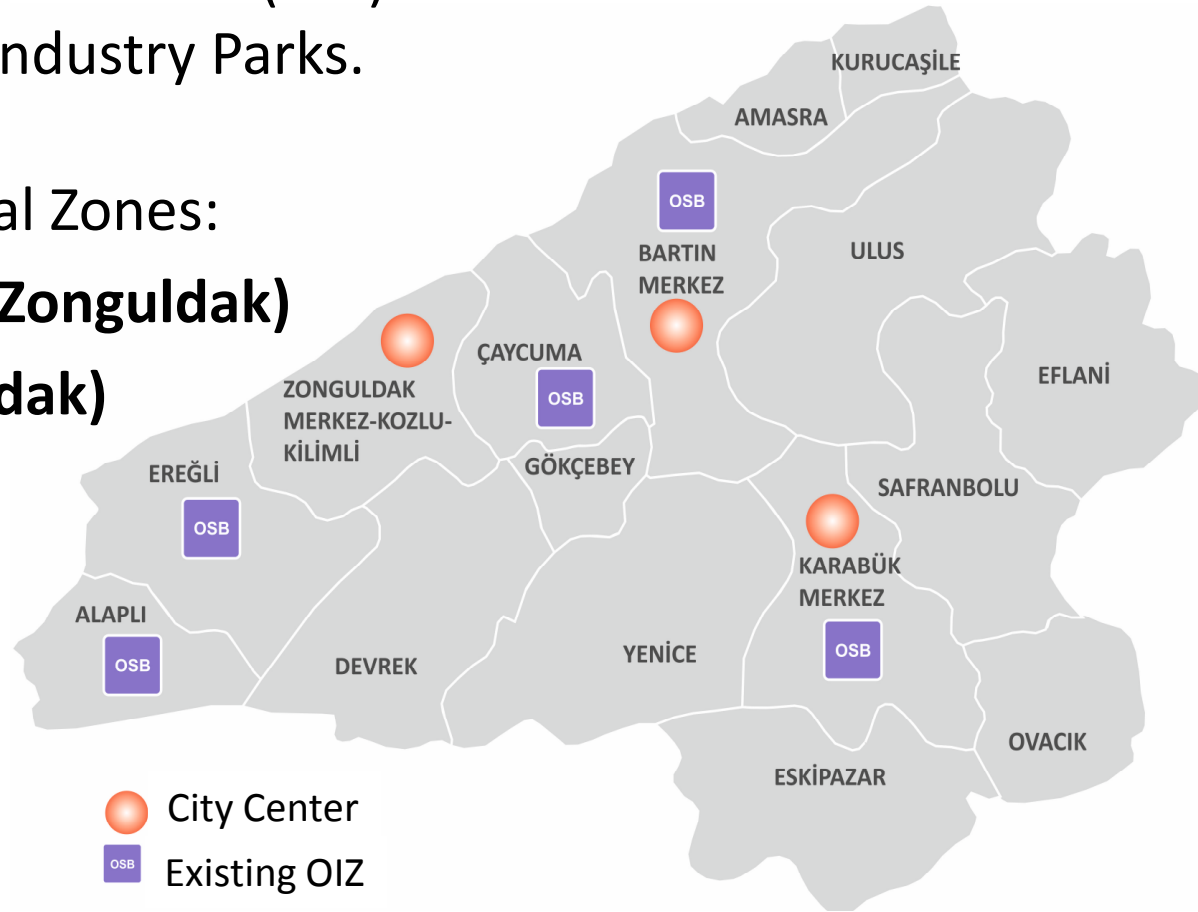 ndustry Parks.
al Zones:
Zonguldak)
dak)
KURUCAŞİLE
AMASRA
OSB
BARTIN
MERKEZ
ULUS
ÇAYCUMA
OSB
ZONGULDAK
MERKEZ-KOZLU-
KİLİMLİ
EFLANİ
GÖKÇEBEY
EREĞLİ
OSB
SAFRANBOLU
KARABÜK
MERKEZ
OSB
ALAPLI
OSB
DEVREK
YENİCE
OVACIK
ESKİPAZAR
City Center
OSB
Existing OIZ